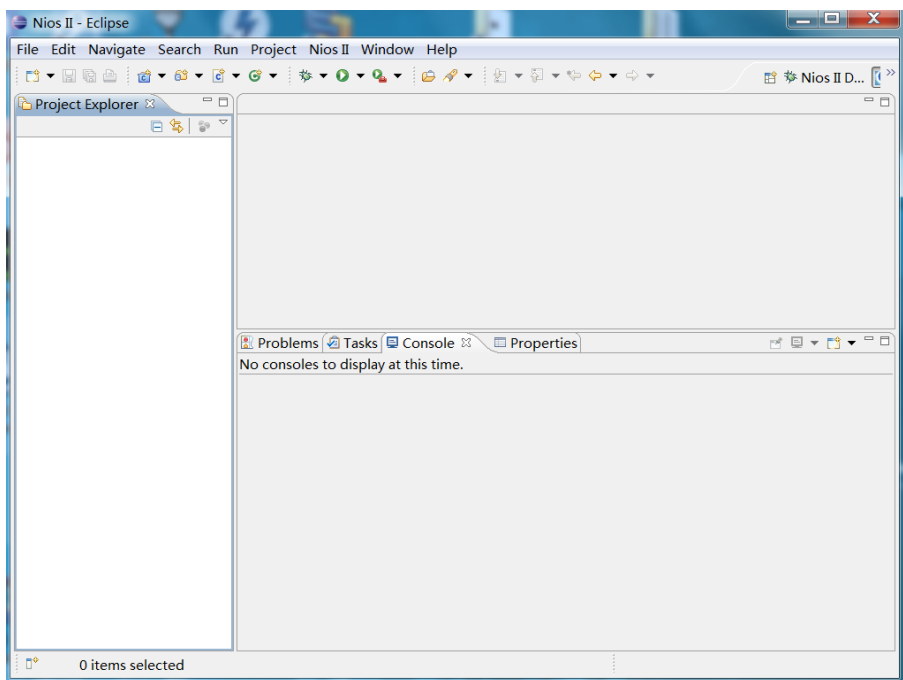 Nios II - Eclipse
File Edit Navigate Search Run Project Nios II Window Help
Nios II D...
Project Explorer
Problems Tasks Console Properties
No consoles to display at this time.
0 items selected